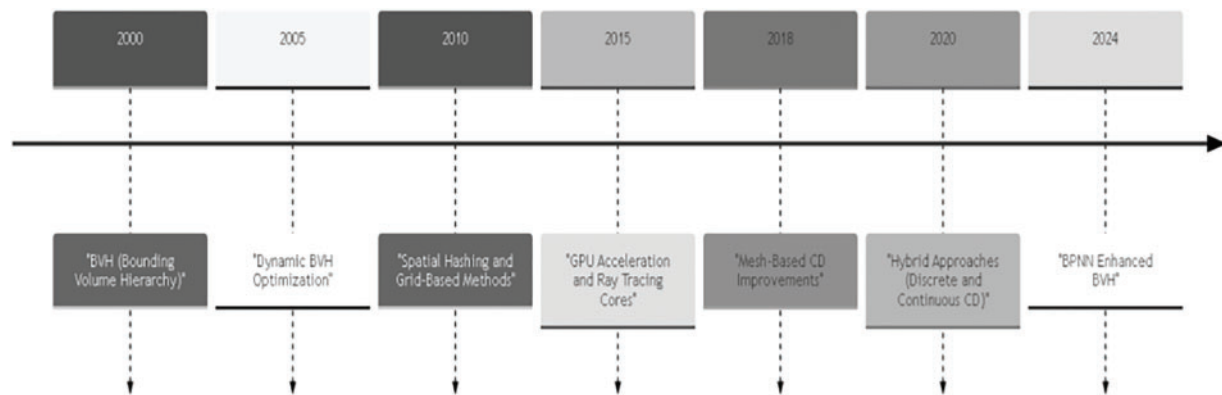 2000
2005
2010
2015
2018
2020
2024
"BVH (Bounding
Volume Hierarchy)"
"Dynamic BVH
Optimization"
"Spatial Hashing and
Grid-Based Methods"
"GPU Acceleration
and Ray Tracing
Cores"
"Mesh-Based CD
Improvements"
"Hybrid Approaches
(Discrete and
Continuous CD)"
"BPNN Enhanced
BVH"